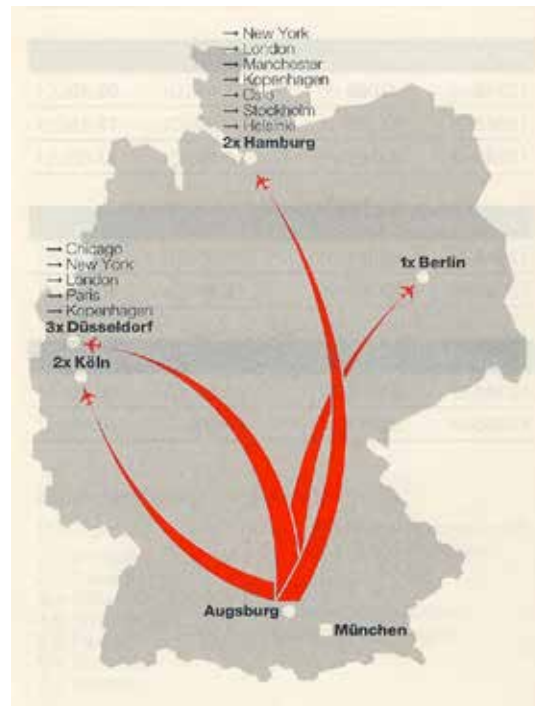 → New York
→ London
→ Manchester
→ Kopenhagen
→ Oslo
→ Stockholm
→ Helsinki
2x Hamburg
1x Berlin
→ Chicago
→ New York
→ London
→ Paris
→ Kopenhagen
3x Düsseldorf
2x Köln
Augsburg
München